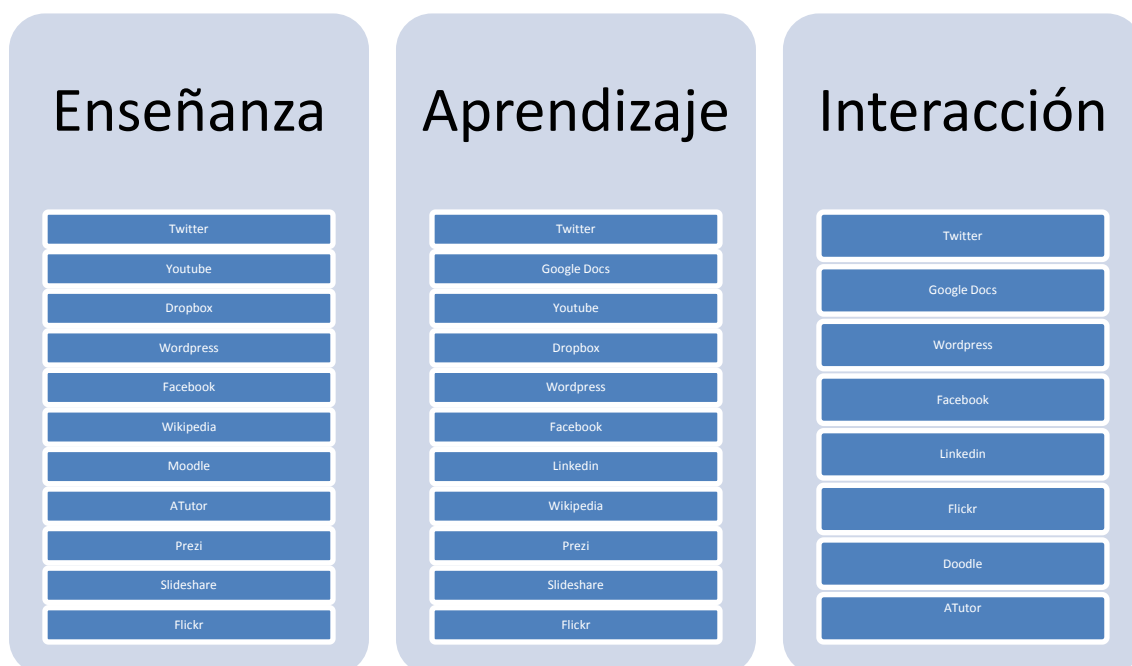 Enseñanza
Twitter
Youtube
Dropbox
Wordpress
Facebook
Wikipedia
Moodle
ATutor
Prezi
Slideshare
Flickr
Aprendizaje
Twitter
Google Docs
Youtube
Dropbox
Wordpress
Facebook
Linkedin
Wikipedia
Prezi
Slideshare
Flickr
Interacción
Twitter
Google Docs
Wordpress
Facebook
Linkedin
Flickr
Doodle
ATutor